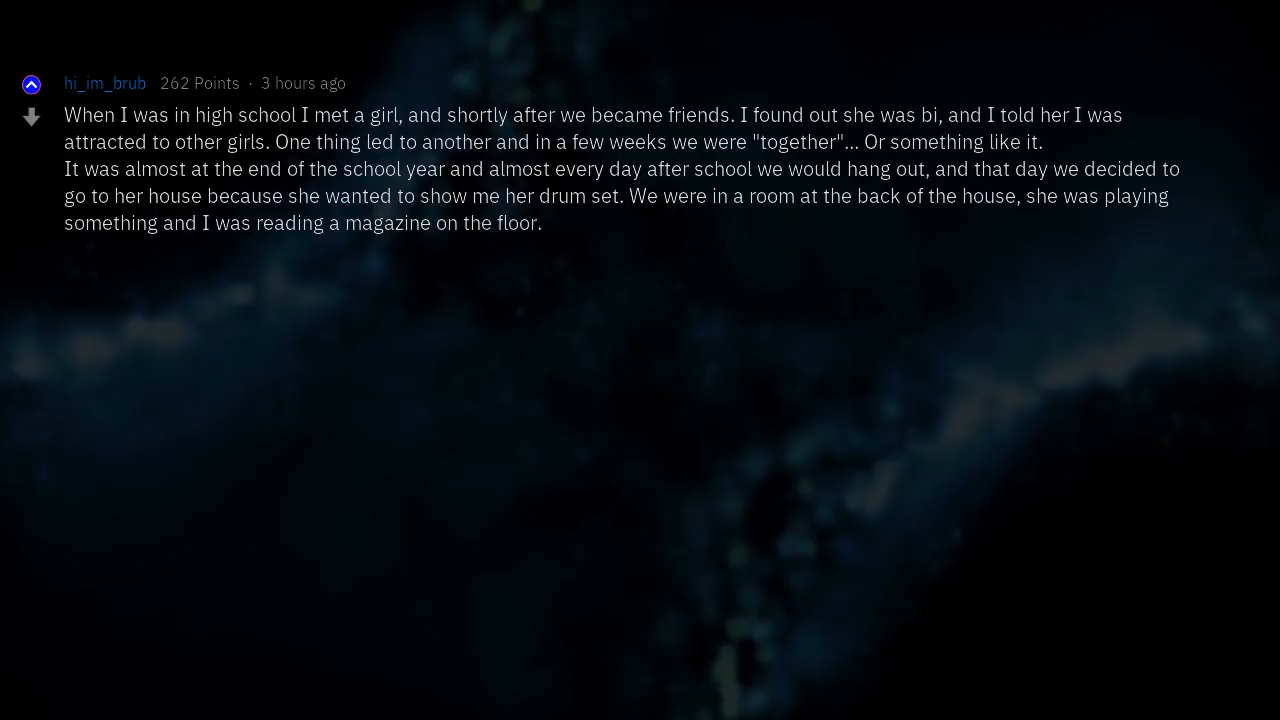 hi_im_brub 262 Points · 3 hours ago
When I was in high school I met a girl, and shortly after we became friends. I found out she was bi, and I told her I was
attracted to other girls. One thing led to another and in a few weeks we were "together"... Or something like it.
It was almost at the end of the school year and almost every day after school we would hang out, and that day we decided to
go to her house because she wanted to show me her drum set. We were in a room at the back of the house, she was playing
something and I was reading a magazine on the floor.